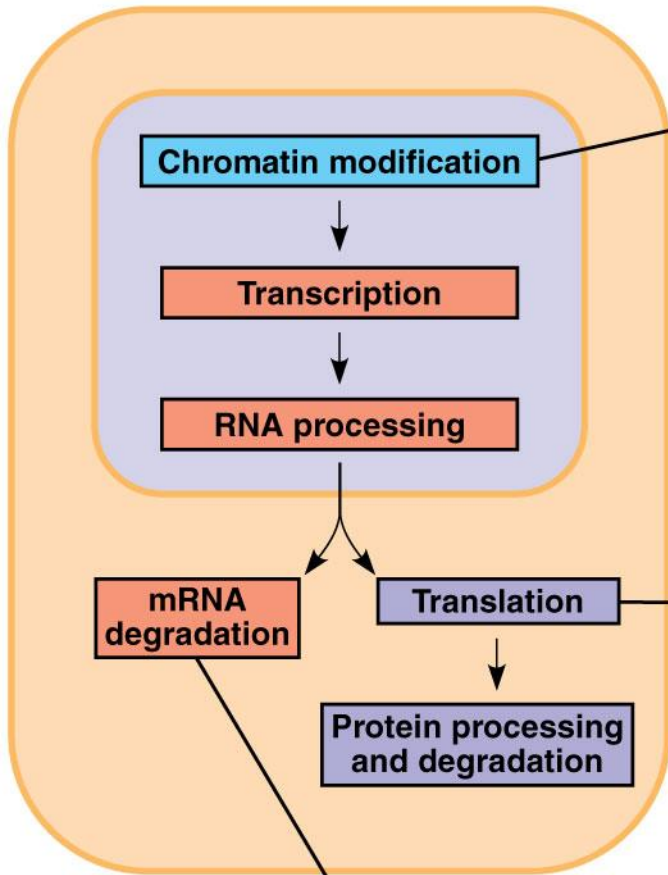 Chromatin modification
Transcription
RNA processing
mRNA
degradation
Translation
Protein processing
and degradation